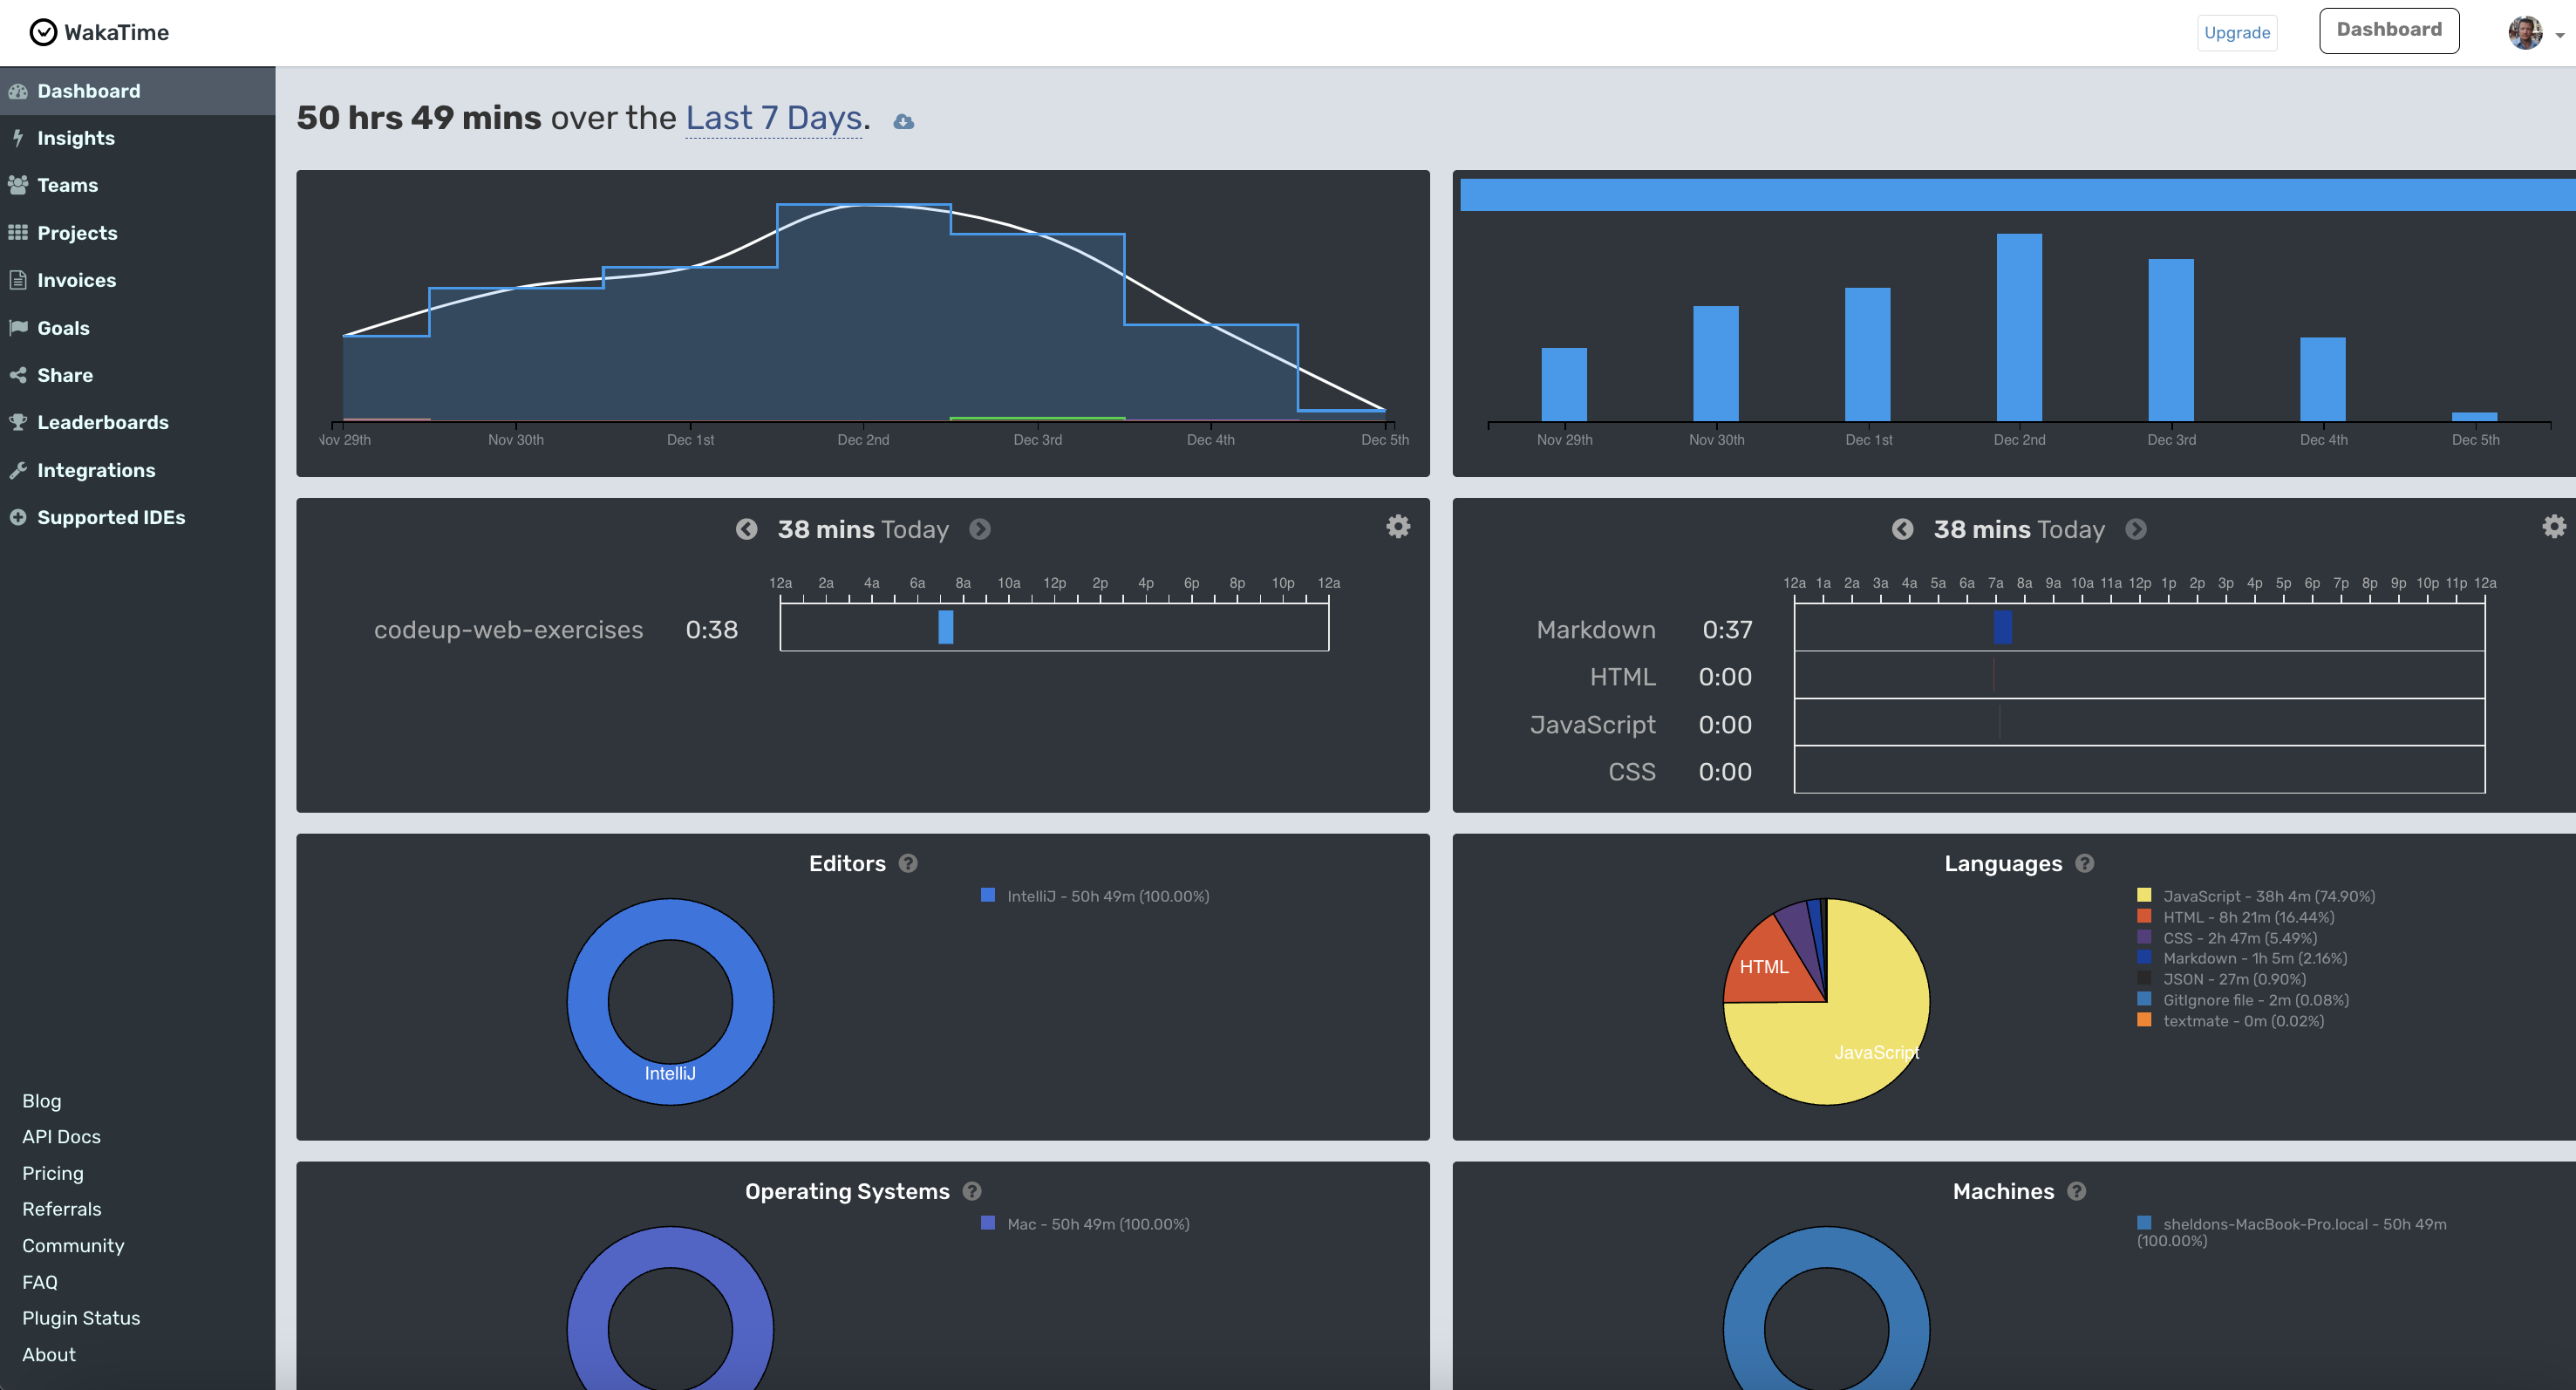 WakaTime
Upgrade
Dashboard
Dashboard
Insights
Teams
Projects
Invoices
Goals
Share
Leaderboards
Integrations
Supported IDEs
Blog
API Docs
Pricing
Referrals
Community
FAQ
Plugin Status
About
50 hrs 49 mins over the Last 7 Days.
Nov 29th Nov 30th Dec 1st Dec 2nd Dec 3rd Dec 4th Dec 5th
Nov 29th Nov 30th Dec 1st Dec 2nd Dec 3rd Dec 4th Dec 5th
38 mins Today
12a 2a 4a 6a 8a 10a 12p 2p 4p 6p 8p 10p 12a
codeup-web-exercises 0:38
38 mins Today
12a 1a 2a 3a 4a 5a 6a 7a 8a 9a 10a 11a 12p 1p 2p 3p 4p 5p 6p 7p 8p 9p 10p 11p 12a
Markdown 0:37
HTML 0:00
JavaScript 0:00
CSS 0:00
Editors ?
IntelliJ - 50h 49m (100.00%)
IntelliJ
Languages ?
JavaScript - 38h 4m (74.90%)
HTML - 8h 21m (16.44%)
CSS - 2h 47m (5.49%)
Markdown - 1h 5m (2.16%)
JSON - 27m (0.90%)
GitIgnore file - 2m (0.08%)
textmate - 0m (0.02%)
HTML
JavaScript
Operating Systems ?
Mac - 50h 49m (100.00%)
Machines ?
sheldons-MacBook-Pro.local - 50h 49m
(100.00%)